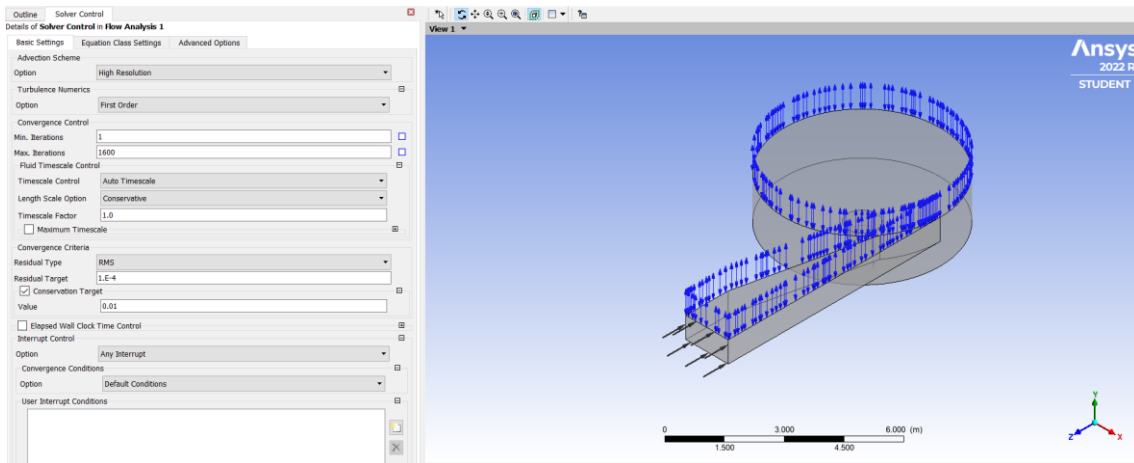 Outline Solver Control
Details of Solver Control in Flow Analysis 1
Basic Settings Equation Class Settings Advanced Options
Advection Scheme
Option High Resolution
Turbulence Numerics
Option First Order
Convergence Control
Min. Iterations 1
Max. Iterations 1600
Fluid Timescale Control
Timescale Control Auto Timescale
Length Scale Option Conservative
Timescale Factor 1.0
Maximum Timescale
Convergence Criteria
Residual Type RMS
Residual Target 1.E-4
Conservation Target
Value 0.01
Elapsed Wall Clock Time Control
Interrupt Control
Option Any Interrupt
Convergence Conditions
Option Default Conditions
User Interrupt Conditions
View 1
Ansys
2022 R
STUDENT
0 3.000 6.000 (m)
1.500 4.500
Y
Z X